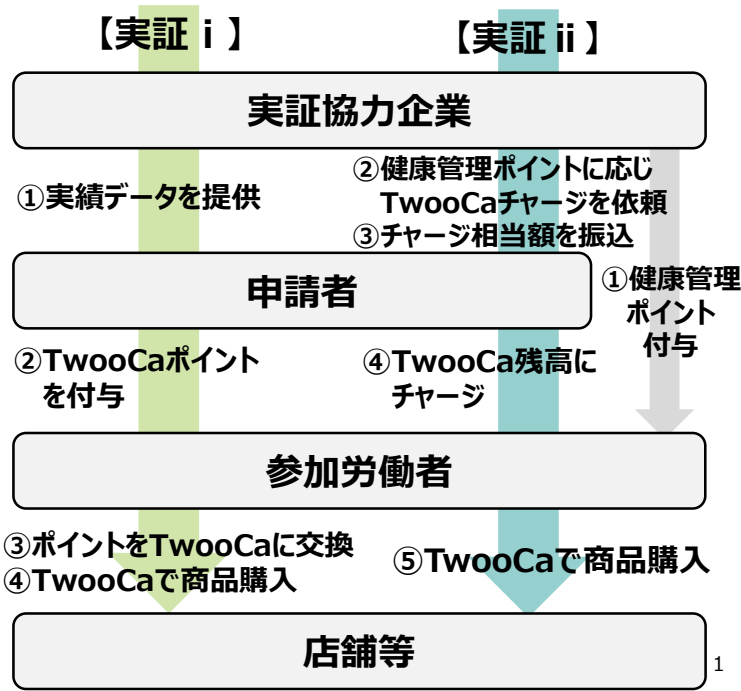 【実証 i 】
【実証 ii 】
実証協力企業
①実績データを提供
②健康管理ポイントに応じ
TwooCaチャージを依頼
③チャージ相当額を振込
①健康管理
ポイント
付与
申請者
②TwooCaポイント
を付与
④TwooCa残高に
チャージ
参加労働者
③ポイントをTwooCaに交換
④TwooCaで商品購入
⑤TwooCaで商品購入
店舗等
1